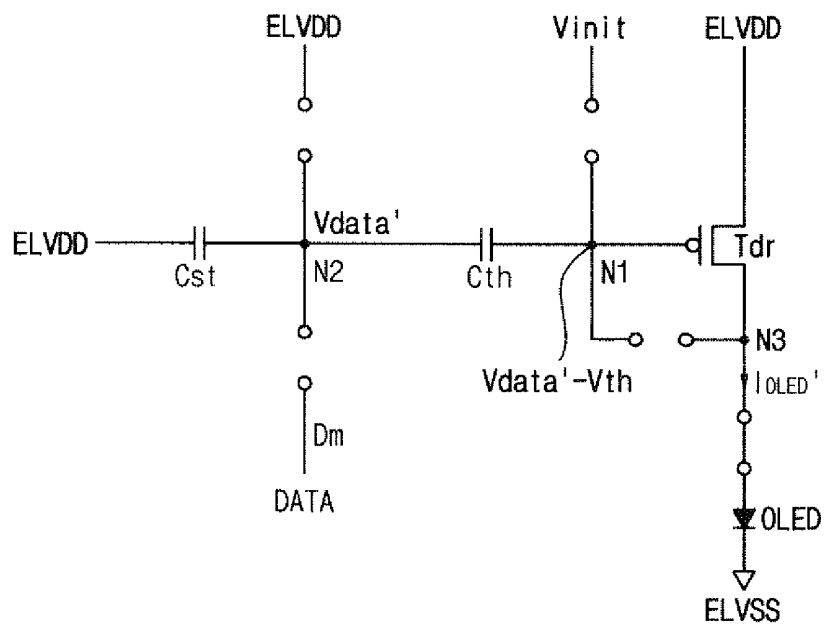 ELVDD
Vinit
ELVDD
ELVDD
Vdata'
Cst
N2
Cth
N1
Tdr
N3
Vdata'-Vth
IOLED'
Dm
DATA
OLED
ELVSS